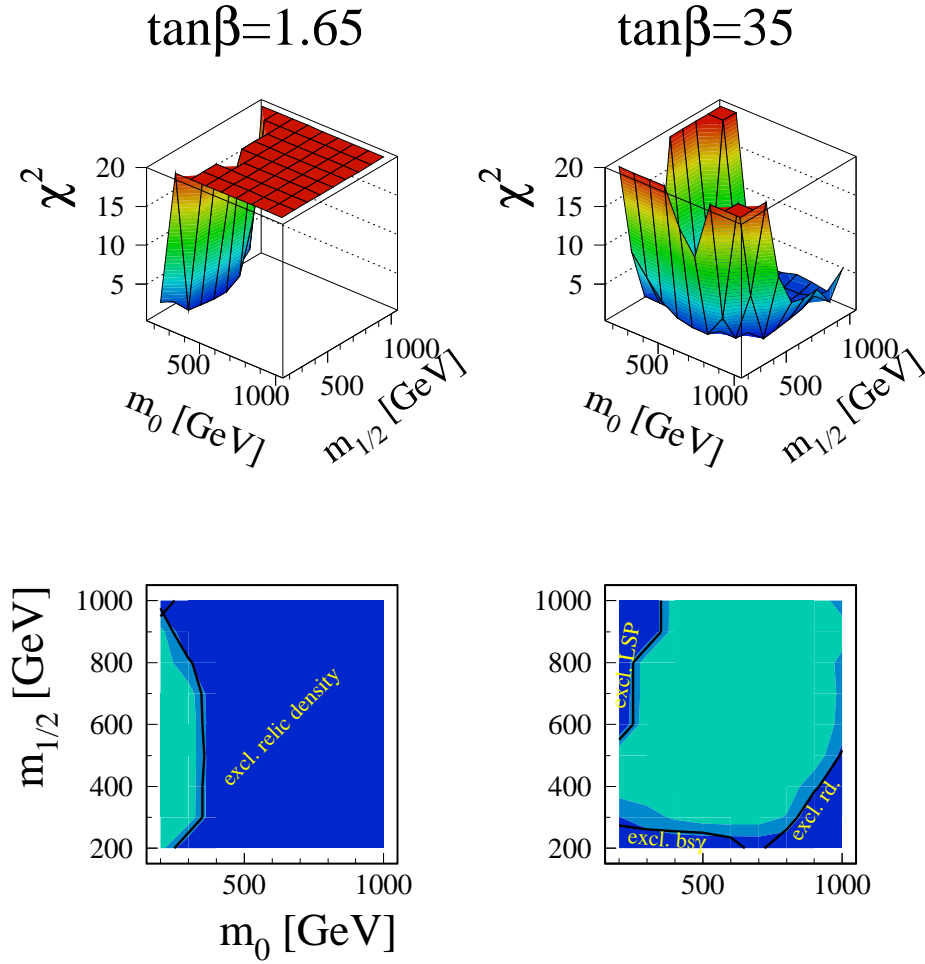 tanβ=1.65
tanβ=35
χ²
20
15
10
5
500
1000
m₀ [GeV]
500
1000
m₁/₂ [GeV]
χ²
20
15
10
5
500
1000
m₀ [GeV]
500
1000
m₁/₂ [GeV]
m₁/₂ [GeV]
1000
800
600
400
200
excl. relic density
500
1000
m₀ [GeV]
1000
800
600
400
200
excl. LSP
excl. bsγ
excl. rd.
500
1000